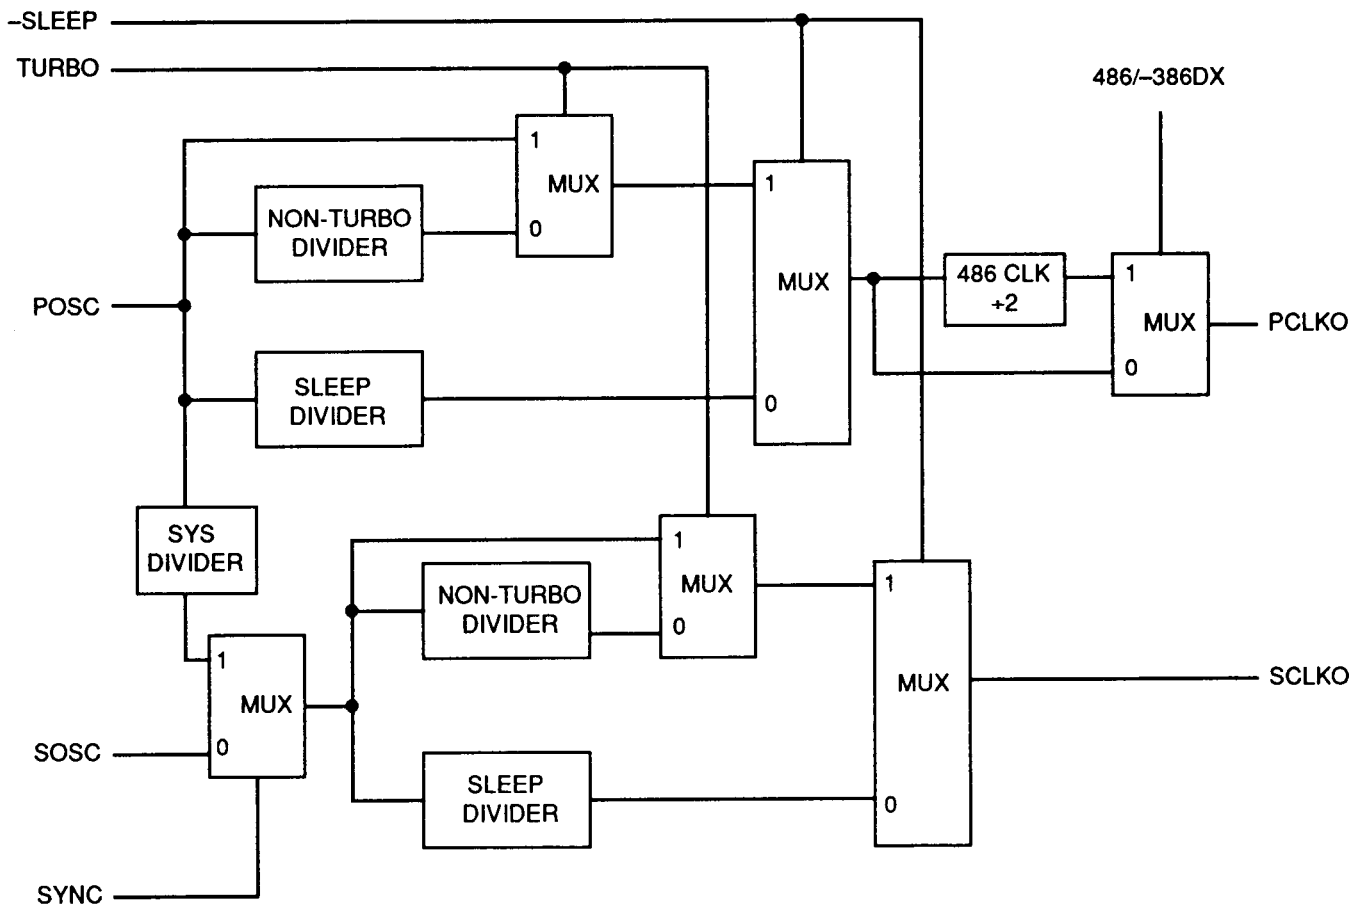 –SLEEP
TURBO
486/–386DX
1
MUX
0
NON-TURBO
DIVIDER
1
MUX
0
486 CLK
÷2
1
MUX
0
PCLKO
POSC
SLEEP
DIVIDER
SYS
DIVIDER
1
MUX
0
NON-TURBO
DIVIDER
1
MUX
0
SCLKO
1
MUX
0
SOSC
SLEEP
DIVIDER
SYNC